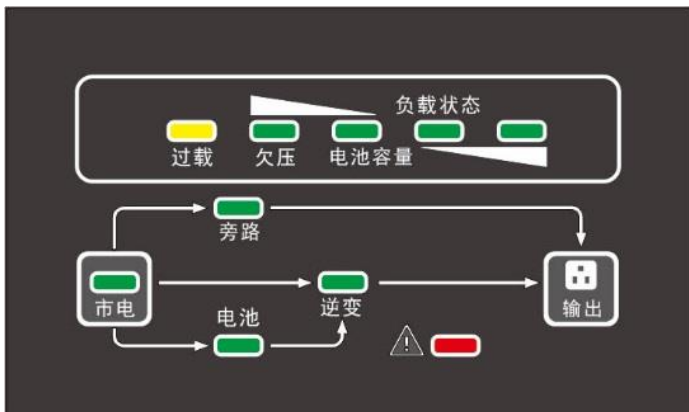 负载状态
过载 欠压 电池容量
旁路
市电 逆变 输出
电池